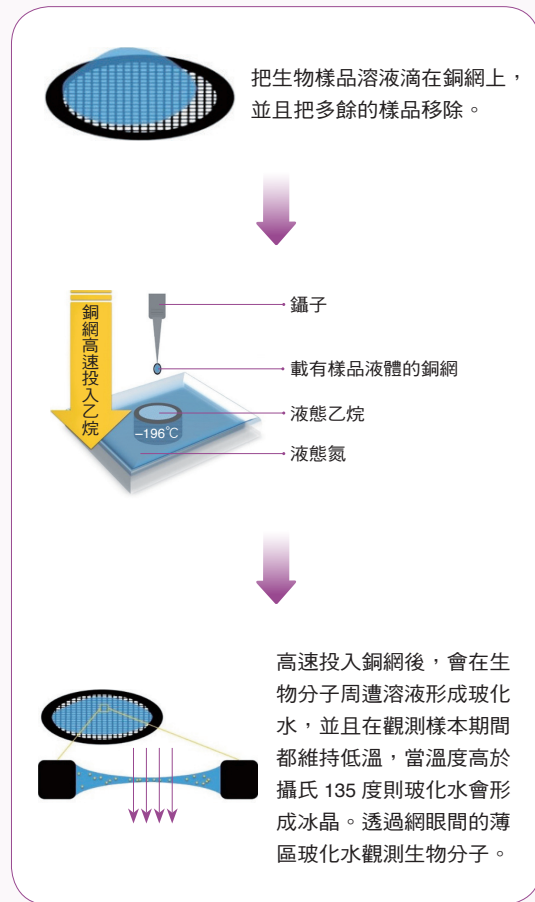 把生物樣品溶液滴在銅網上，
並且把多餘的樣品移除。
銅網高速投入乙烷
鑷子
載有樣品液體的銅網
液態乙烷
–196℃
液態氮
高速投入銅網後，會在生
物分子周遭溶液形成玻化
水，並且在觀測樣本期間
都維持低溫，當溫度高於
攝氏 135 度則玻化水會形
成冰晶。透過網眼間的薄
區玻化水觀測生物分子。